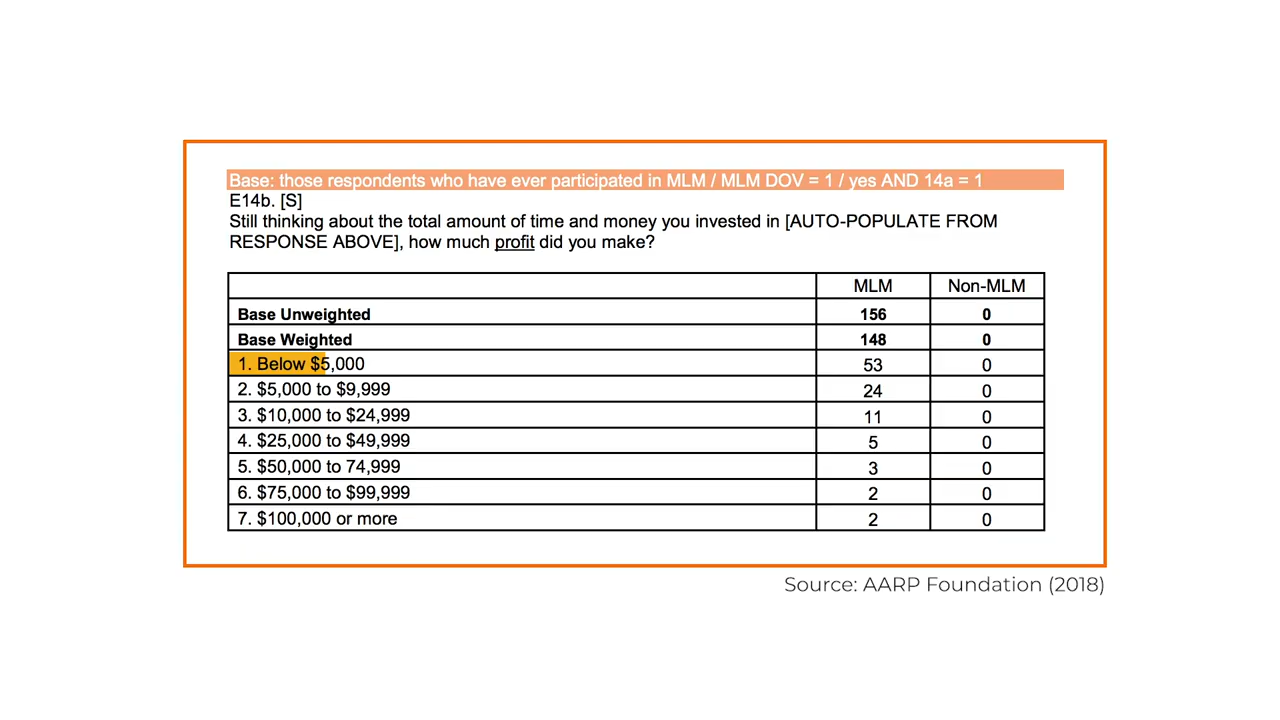 Base: those respondents who have ever participated in MLM / MLM DOV = 1 / yes AND 14a = 1
E14b. [S]
Still thinking about the total amount of time and money you invested in [AUTO-POPULATE FROM
RESPONSE ABOVE], how much profit did you make?
MLM Non-MLM
Base Unweighted 156 0
Base Weighted 148 0
1. Below $5,000 53 0
2. $5,000 to $9,999 24 0
3. $10,000 to $24,999 11 0
4. $25,000 to $49,999 5 0
5. $50,000 to 74,999 3 0
6. $75,000 to $99,999 2 0
7. $100,000 or more 2 0
Source: AARP Foundation (2018)